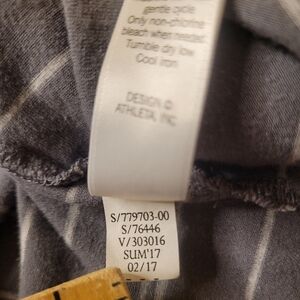 gentle cycle.
Only non-chlorine
bleach when needed.
Tumble dry low
Cool iron
DESIGN ©
ATHLETA, INC.
S/779703-00
S/76446
V/303016
SUM'17
02/17